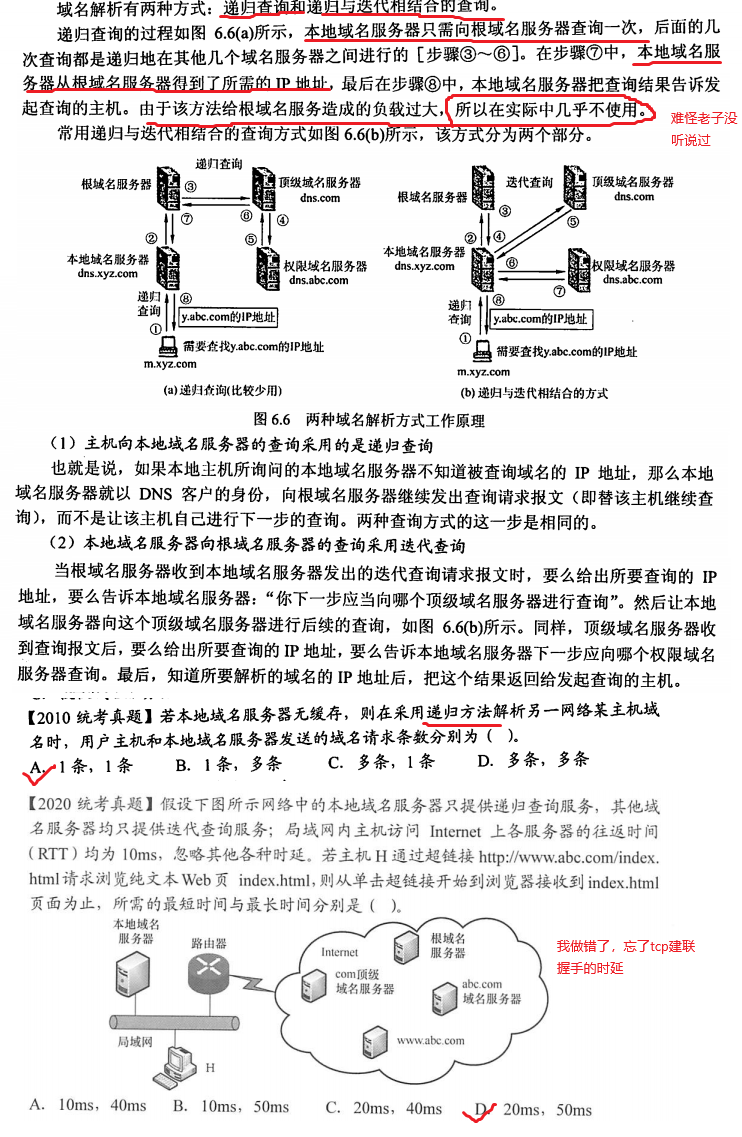 域名解析有两种方式：递归查询和递归与迭代相结合的查询。
递归查询的过程如图 6.6(a)所示，本地域名服务器只需向根域名服务器查询一次，后面的几
次查询都是递归地在其他几个域名服务器之间进行的［步骤③～⑥］。在步骤⑦中，本地域名服
务器从根域名服务器得到了所需的 IP 地址，最后在步骤⑧中，本地域名服务器把查询结果告诉发
起查询的主机。由于该方法给根域名服务造成的负载过大，所以在实际中几乎不使用。
难怪老子没
听说过
常用递归与迭代相结合的查询方式如图 6.6(b)所示，该方式分为两个部分。
递归查询
根域名服务器
③
顶级域名服务器
dns.com
⑥
④
②
⑦
⑤
本地域名服务器
dns.xyz.com
权限域名服务器
dns.abc.com
递归
查询
⑧
y.abc.com的IP地址
①
需要查找y.abc.com的IP地址
m.xyz.com
(a) 递归查询(比较少用)
迭代查询
根域名服务器
顶级域名服务器
dns.com
③
⑤
②
④
本地域名服务器
dns.xyz.com
⑥
权限域名服务器
dns.abc.com
⑦
递归
查询
⑧
y.abc.com的IP地址
①
需要查找y.abc.com的IP地址
m.xyz.com
(b) 递归与迭代相结合的方式
图 6.6 两种域名解析方式工作原理
（1）主机向本地域名服务器的查询采用的是递归查询
也就是说，如果本地主机所询问的本地域名服务器不知道被查询域名的 IP 地址，那么本地
域名服务器就以 DNS 客户的身份，向根域名服务器继续发出查询请求报文（即替该主机继续查
询），而不是让该主机自己进行下一步的查询。两种查询方式的这一步是相同的。
（2）本地域名服务器向根域名服务器的查询采用迭代查询
当根域名服务器收到本地域名服务器发出的迭代查询请求报文时，要么给出所要查询的 IP
地址，要么告诉本地域名服务器：“你下一步应当向哪个顶级域名服务器进行查询”。然后让本地
域名服务器向这个顶级域名服务器进行后续的查询，如图 6.6(b)所示。同样，顶级域名服务器收
到查询报文后，要么给出所要查询的 IP 地址，要么告诉本地域名服务器下一步应向哪个权限域名
服务器查询。最后，知道所要解析的域名的 IP 地址后，把这个结果返回给发起查询的主机。
【2010 统考真题】若本地域名服务器无缓存，则在采用递归方法解析另一网络某主机域
名时，用户主机和本地域名服务器发送的域名请求条数分别为（ ）。
A. 1 条，1 条 B. 1 条，多条 C. 多条，1 条 D. 多条，多条
【2020 统考真题】假设下图所示网络中的本地域名服务器只提供递归查询服务，其他域
名服务器均只提供迭代查询服务；局域网内主机访问 Internet 上各服务器的往返时间
（RTT）均为 10ms，忽略其他各种时延。若主机 H 通过超链接 http://www.abc.com/index.
html 请求浏览纯文本 Web 页 index.html，则从单击超链接开始到浏览器接收到 index.html
页面为止，所需的最短时间与最长时间分别是（ ）。
本地域名
服务器
路由器
Internet
根域名
服务器
com顶级
域名服务器
abc.com
域名服务器
www.abc.com
局域网
H
我做错了，忘了tcp建联
握手的时延
A. 10ms，40ms B. 10ms，50ms C. 20ms，40ms D. 20ms，50ms